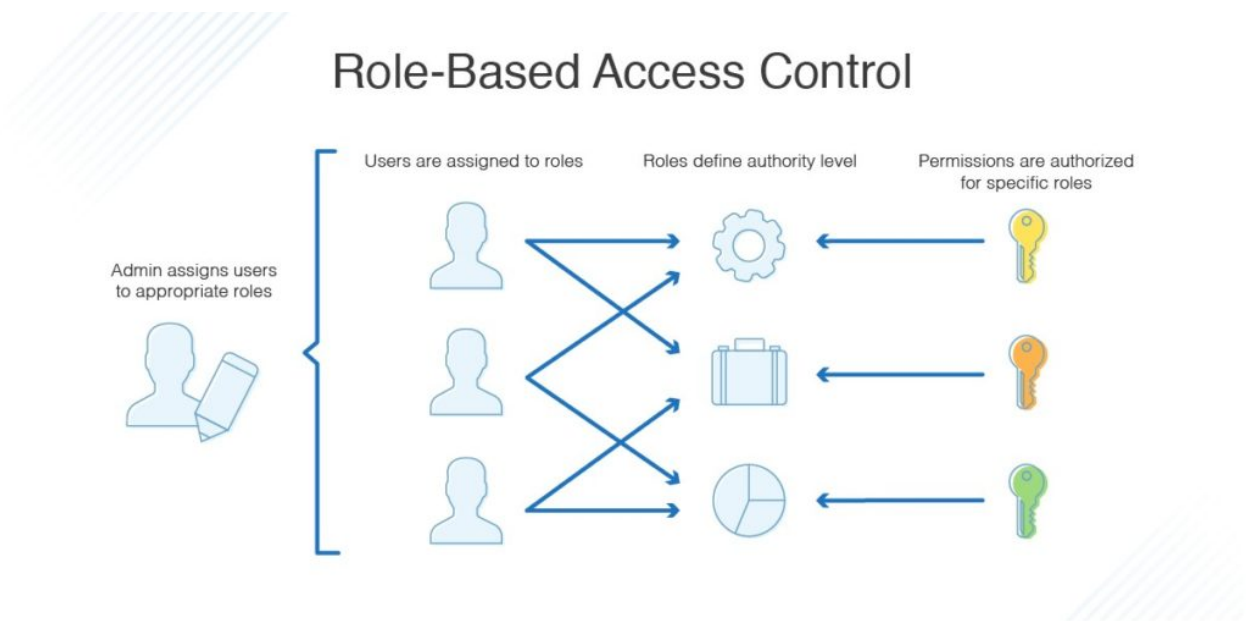 Role-Based Access Control
Users are assigned to roles
Roles define authority level
Permissions are authorized
for specific roles
Admin assigns users
to appropriate roles